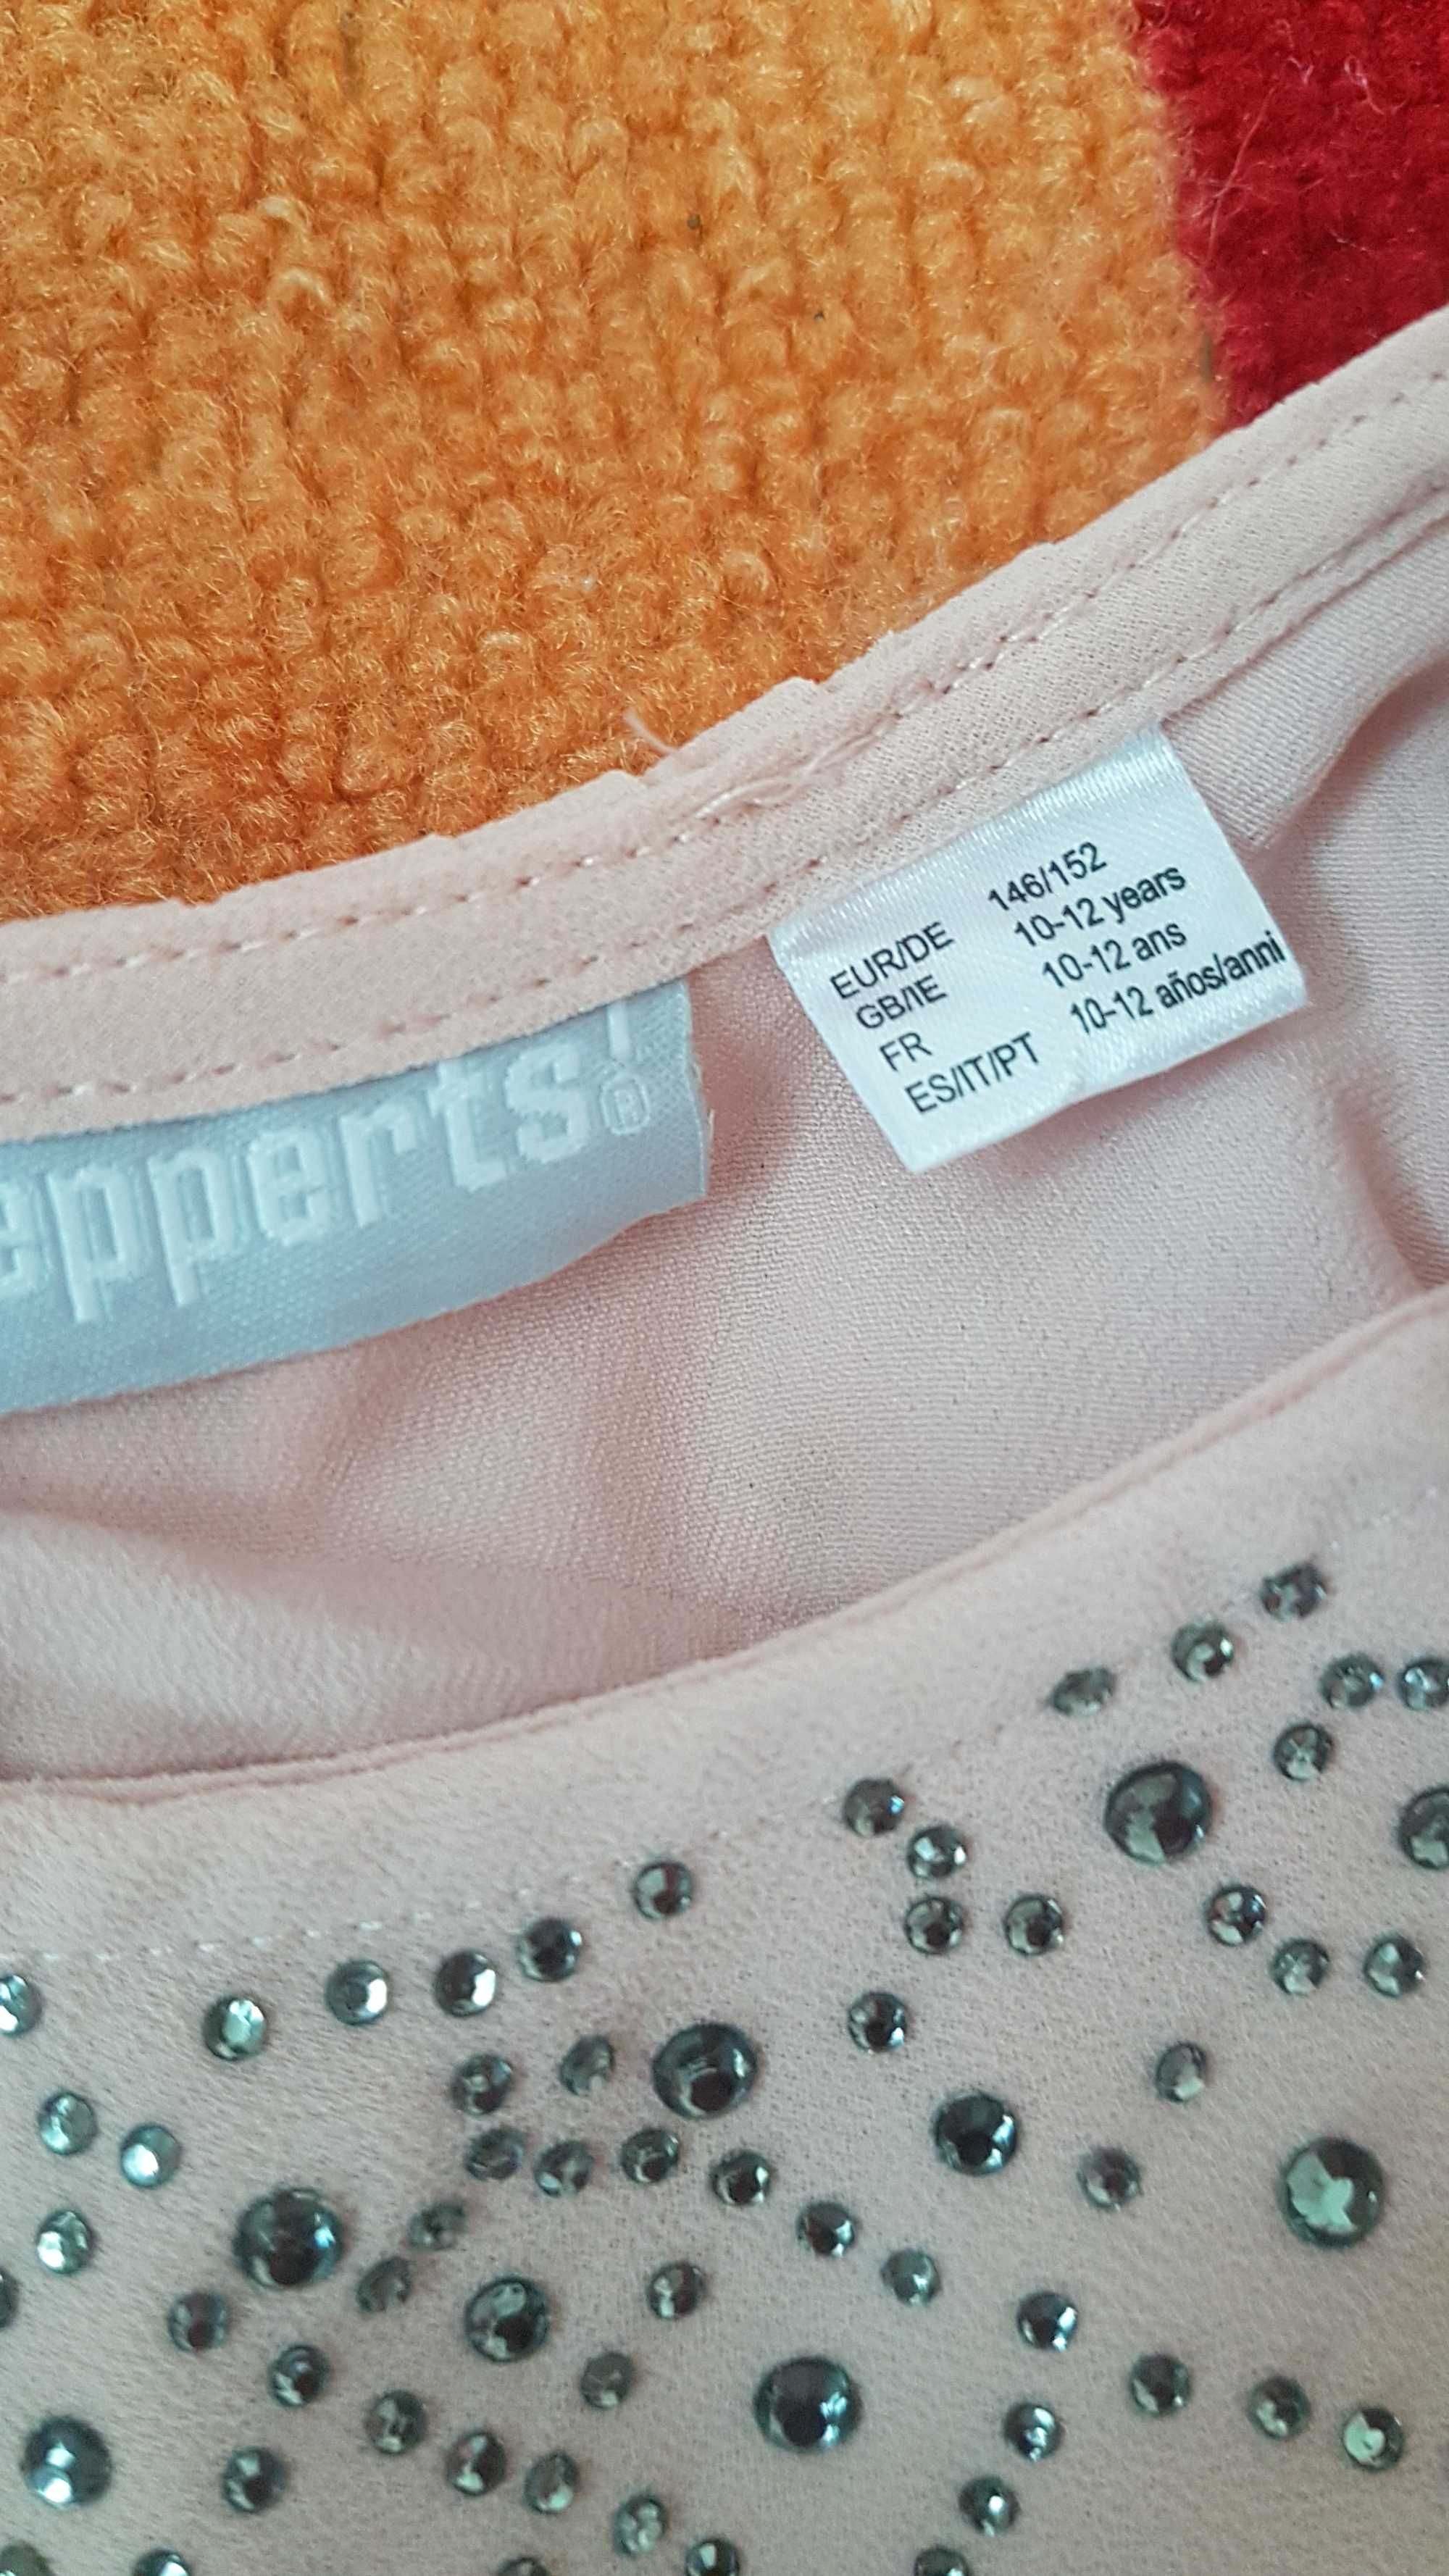 epperts!®
EUR/DE 146/152
GB/IE 10-12 years
FR 10-12 ans
ES/IT/PT 10-12 años/anni